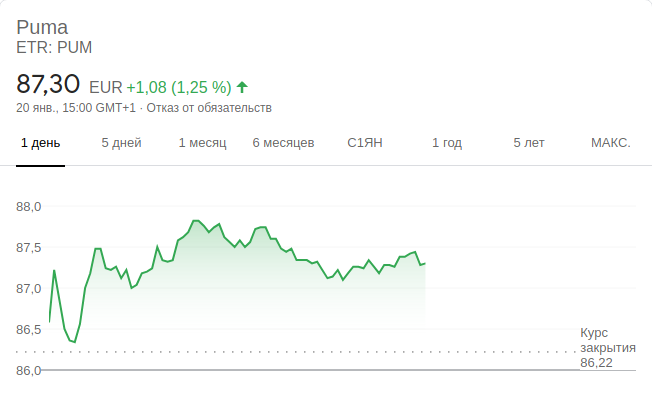 Puma
ETR: PUM
87,30 EUR +1,08 (1,25 %)
20 янв., 15:00 GMT+1 · Отказ от обязательств
1 день 5 дней 1 месяц 6 месяцев С1ЯН 1 год 5 лет МАКС.
88,0
87,5
87,0
86,5
Курс
закрытия
86,22
86,0